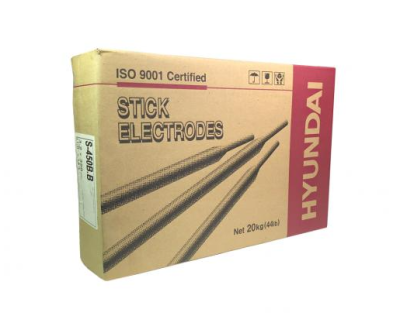 ISO 9001 Certified
STICK
ELECTRODES
HYUNDAI
Net 20kg(44ℓb)
S-450B.B